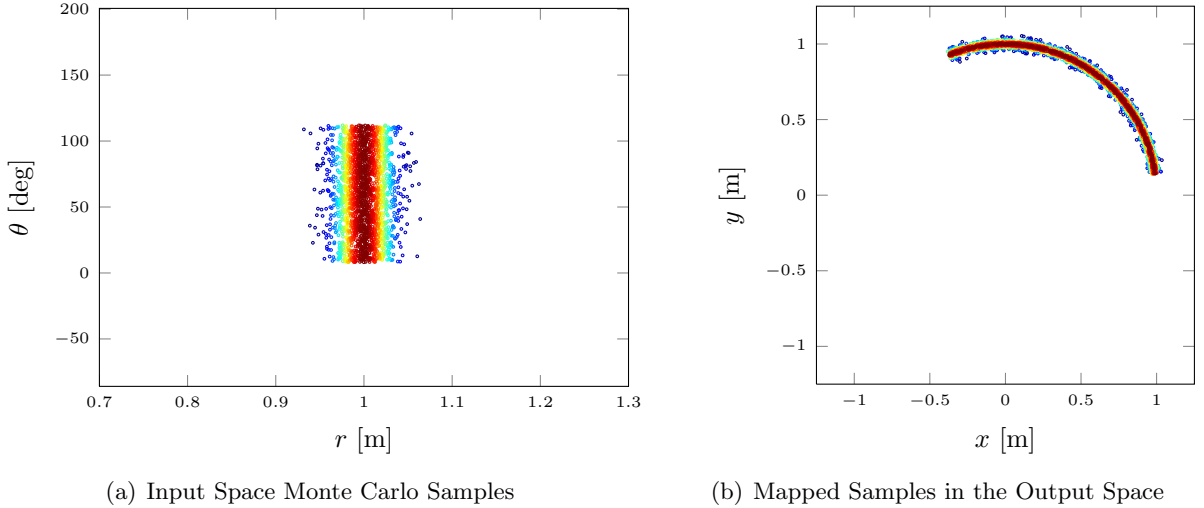 200
150
100
50
0
−50
0.7 0.8 0.9 1 1.1 1.2 1.3
r [m]
θ [deg]
(a) Input Space Monte Carlo Samples
1
0.5
0
−0.5
−1
−1 −0.5 0 0.5 1
x [m]
y [m]
(b) Mapped Samples in the Output Space